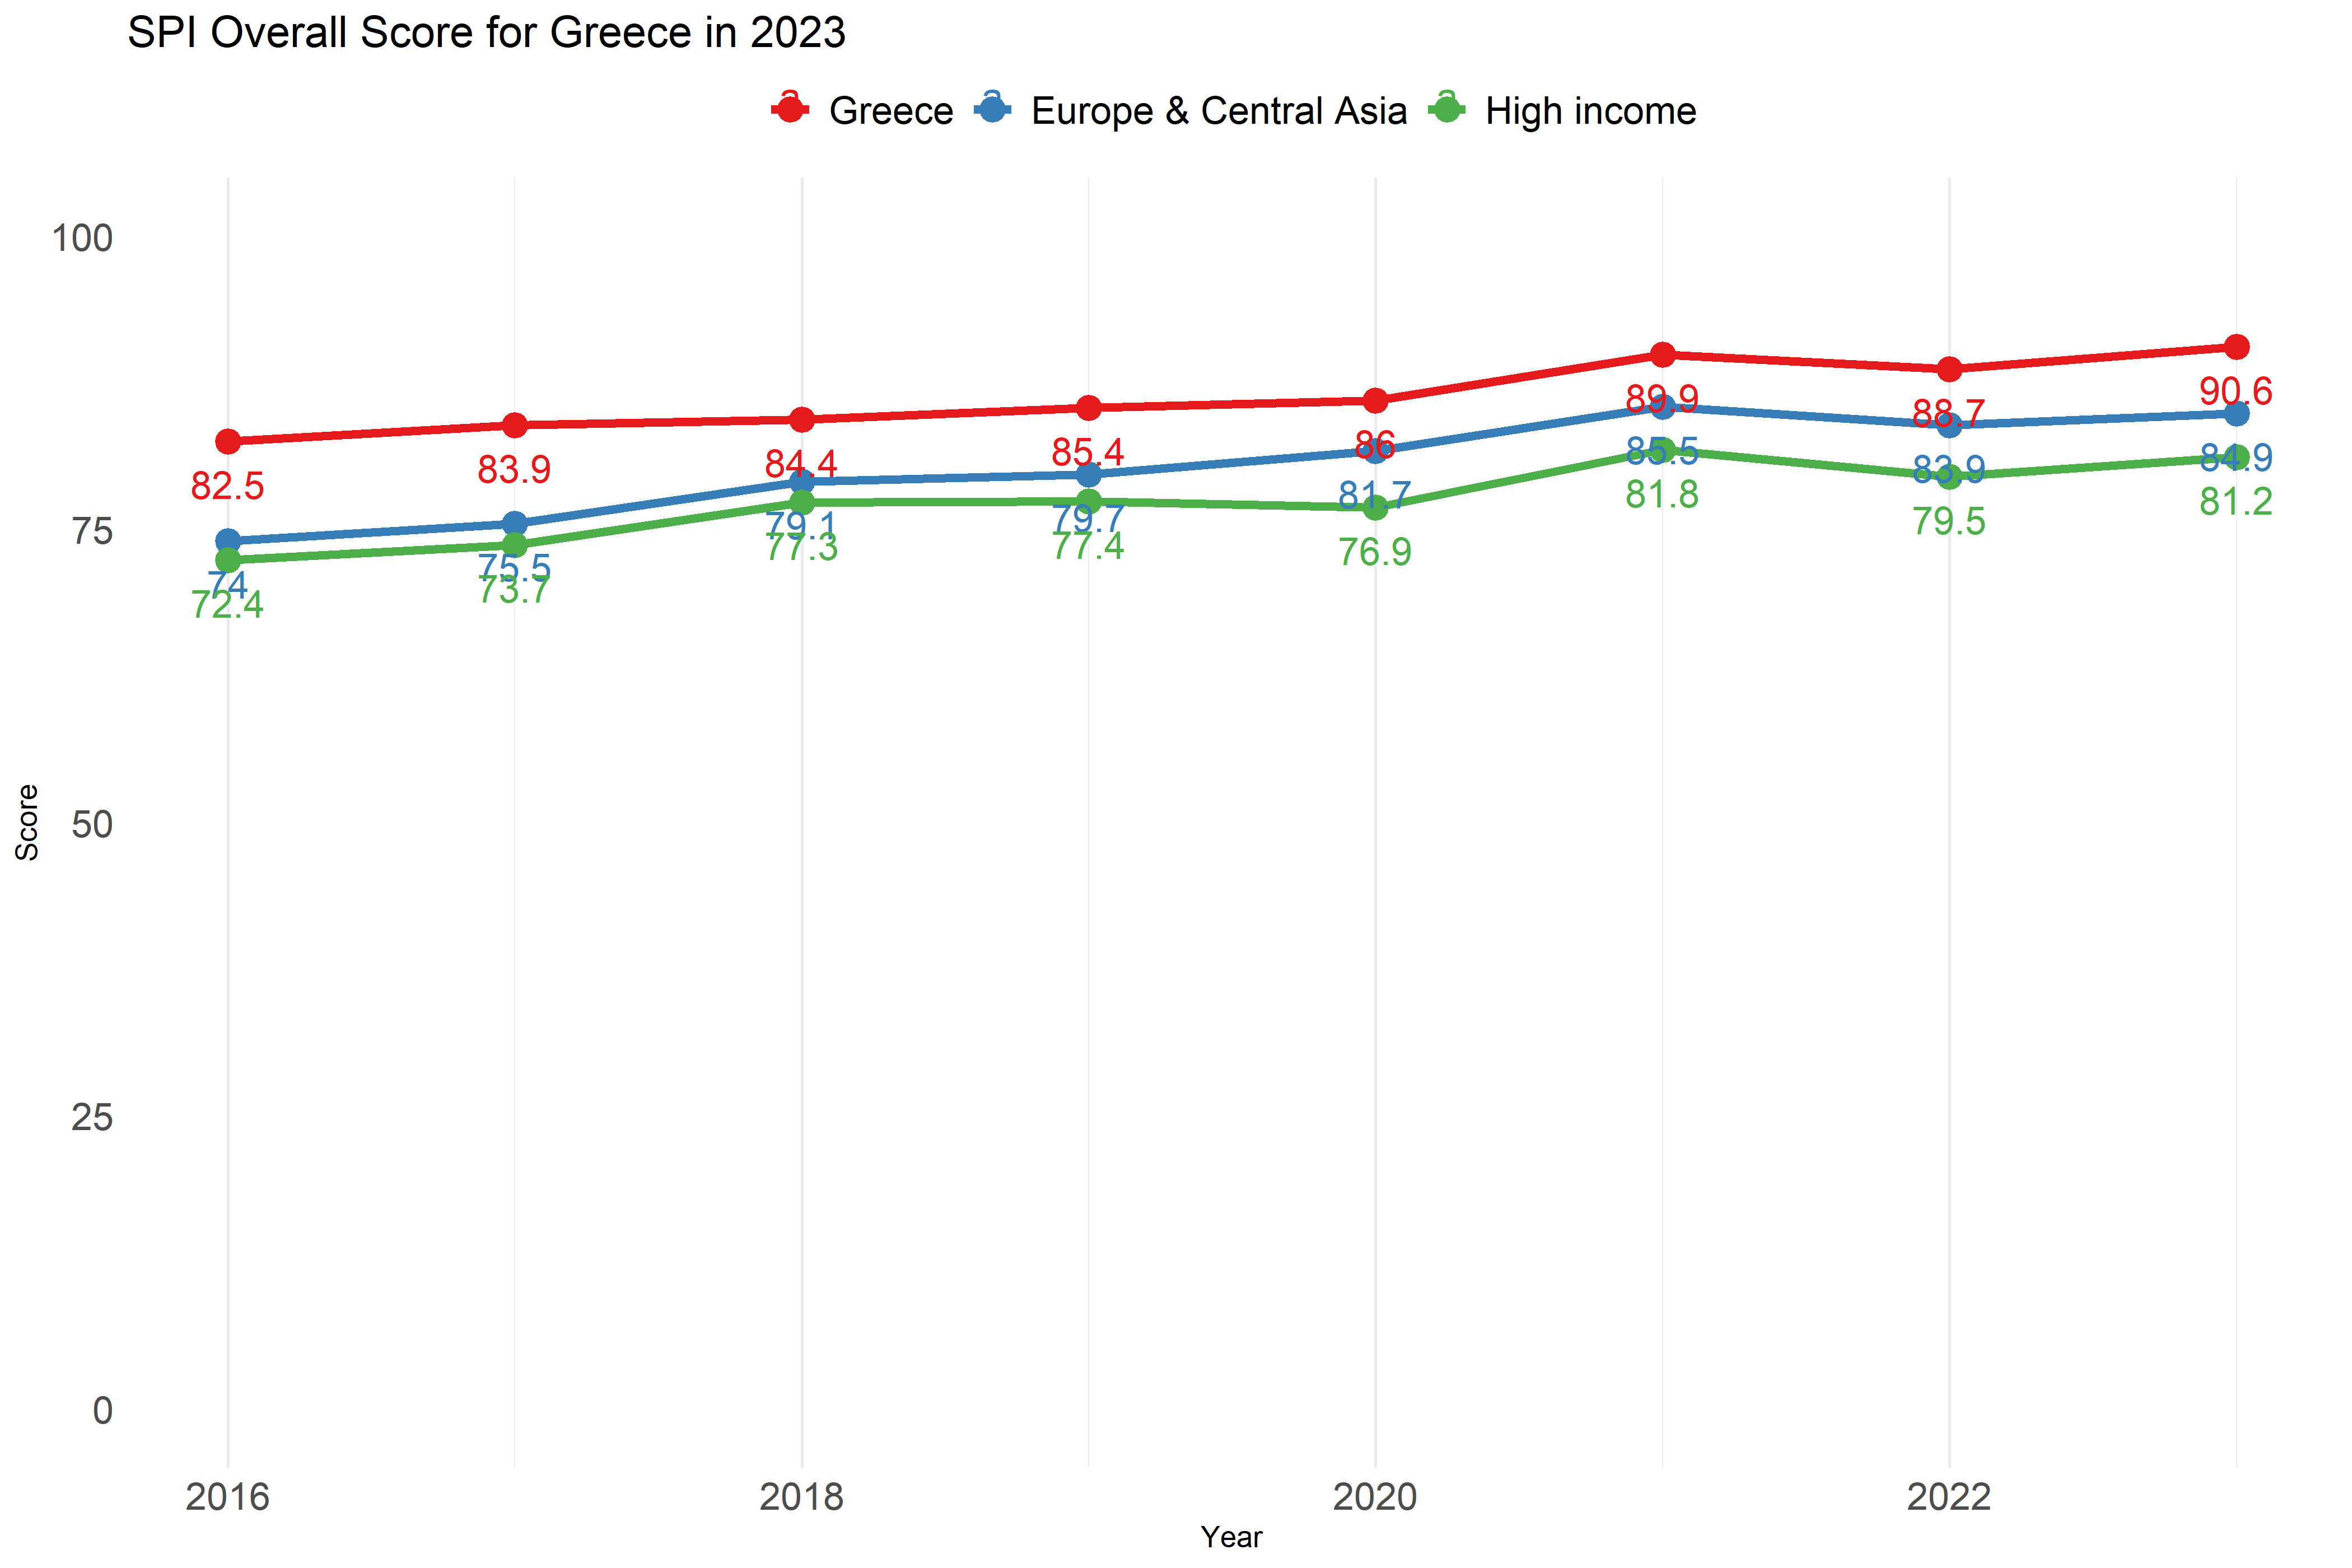 SPI Overall Score for Greece in 2023
Greece Europe & Central Asia High income
100
75
50
25
0
Score
82.5 83.9 84.4 85.4 86 89.9 88.7 90.6
74 75.5 79.1 79.7 81.7 85.5 83.9 84.9
72.4 73.7 77.3 77.4 76.9 81.8 79.5 81.2
2016 2018 2020 2022
Year